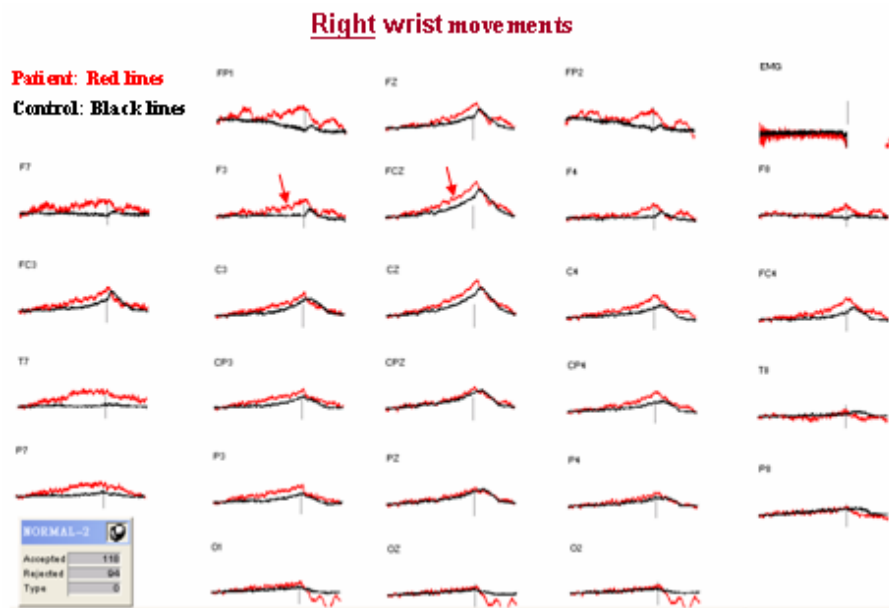 Right wrist movements
Patient: Red lines
Control: Black lines
FP1
FZ
FP2
EMG
F7
F3
FCZ
F4
F8
FC3
C3
CZ
C4
FC4
T7
CP3
CPZ
CP4
T8
P7
P3
PZ
P4
P8
NORMAL-2
Accepted 118
Rejected 94
Type 0
O1
OZ
O2